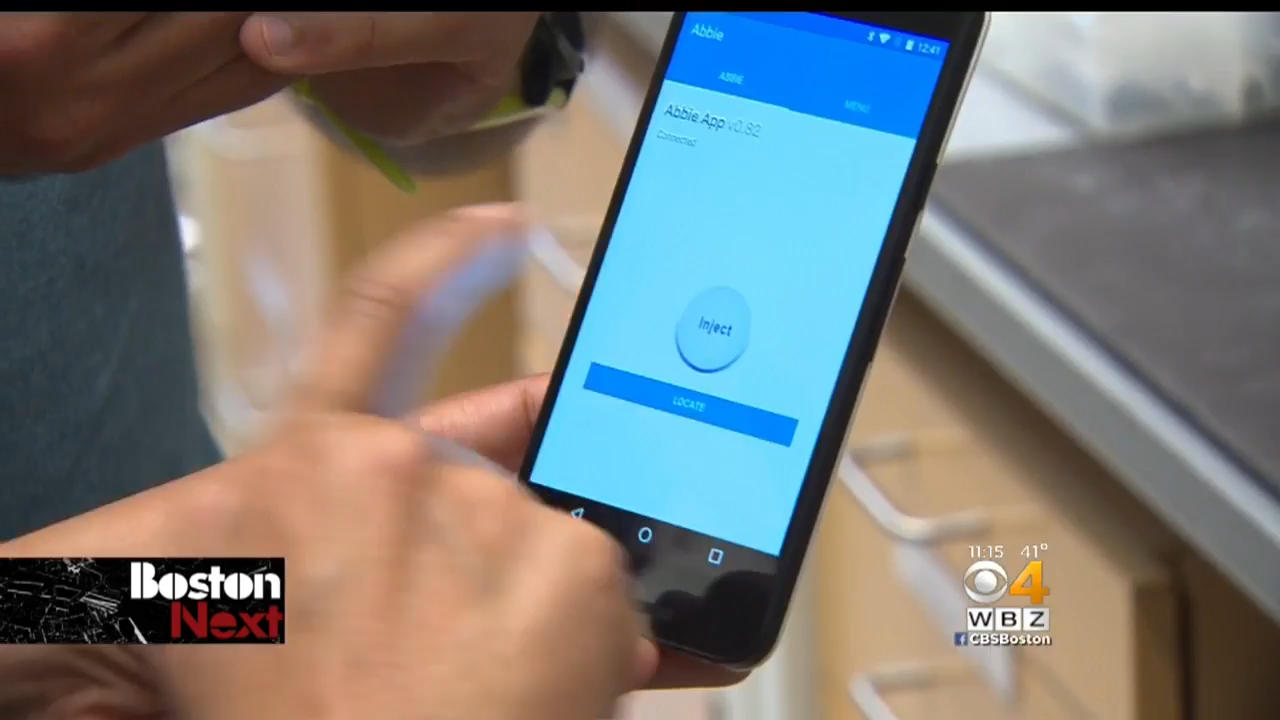 Abbie
12:41
ABBIE
MENU
Abbie App v0.82
Connected
Inject
LOCATE
Boston
Next
11:15 41°
4
WBZ
f CBSBoston